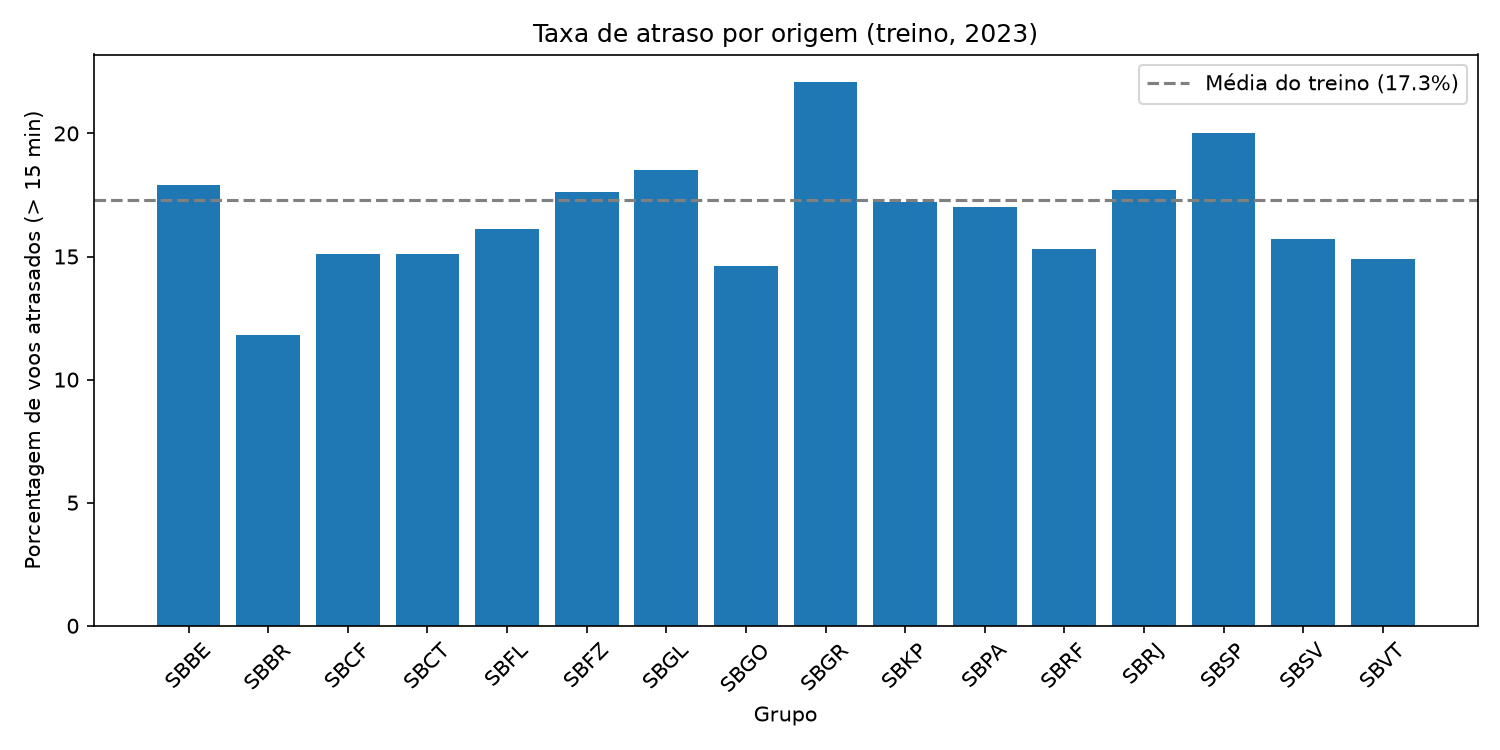 Taxa de atraso por origem (treino, 2023)
Média do treino (17.3%)
Porcentagem de voos atrasados (> 15 min)
20
15
10
5
0
SBBE
SBBR
SBCF
SBCT
SBFL
SBFZ
SBGL
SBGO
SBGR
SBKP
SBPA
SBRF
SBRJ
SBSP
SBSV
SBVT
Grupo